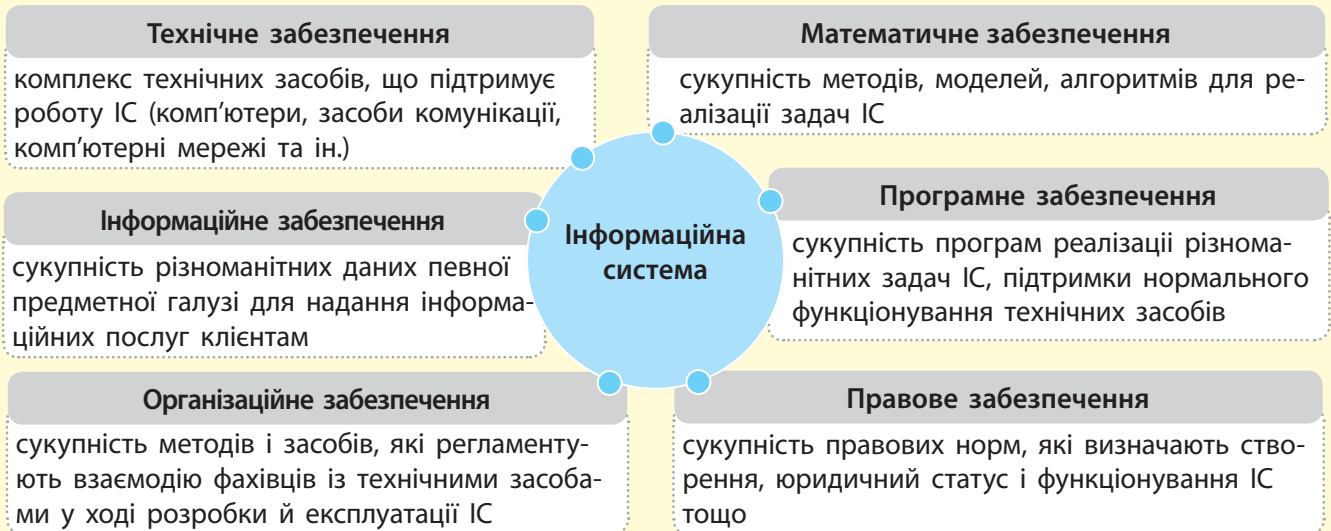 Технічне забезпечення
комплекс технічних засобів, що підтримує
роботу ІС (комп'ютери, засоби комунікації,
комп'ютерні мережі та ін.)
Математичне забезпечення
сукупність методів, моделей, алгоритмів для ре-
алізації задач ІС
Інформаційне забезпечення
сукупність різноманітних даних певної
предметної галузі для надання інформа-
ційних послуг клієнтам
Інформаційна
система
Програмне забезпечення
сукупність програм реалізаціі різнома-
нітних задач ІС, підтримки нормального
функціонування технічних засобів
Організаційне забезпечення
сукупність методів і засобів, які регламенту-
ють взаємодію фахівців із технічними засоба-
ми у ході розробки й експлуатації ІС
Правове забезпечення
сукупність правових норм, які визначають ство-
рення, юридичний статус і функціонування ІС
тощо